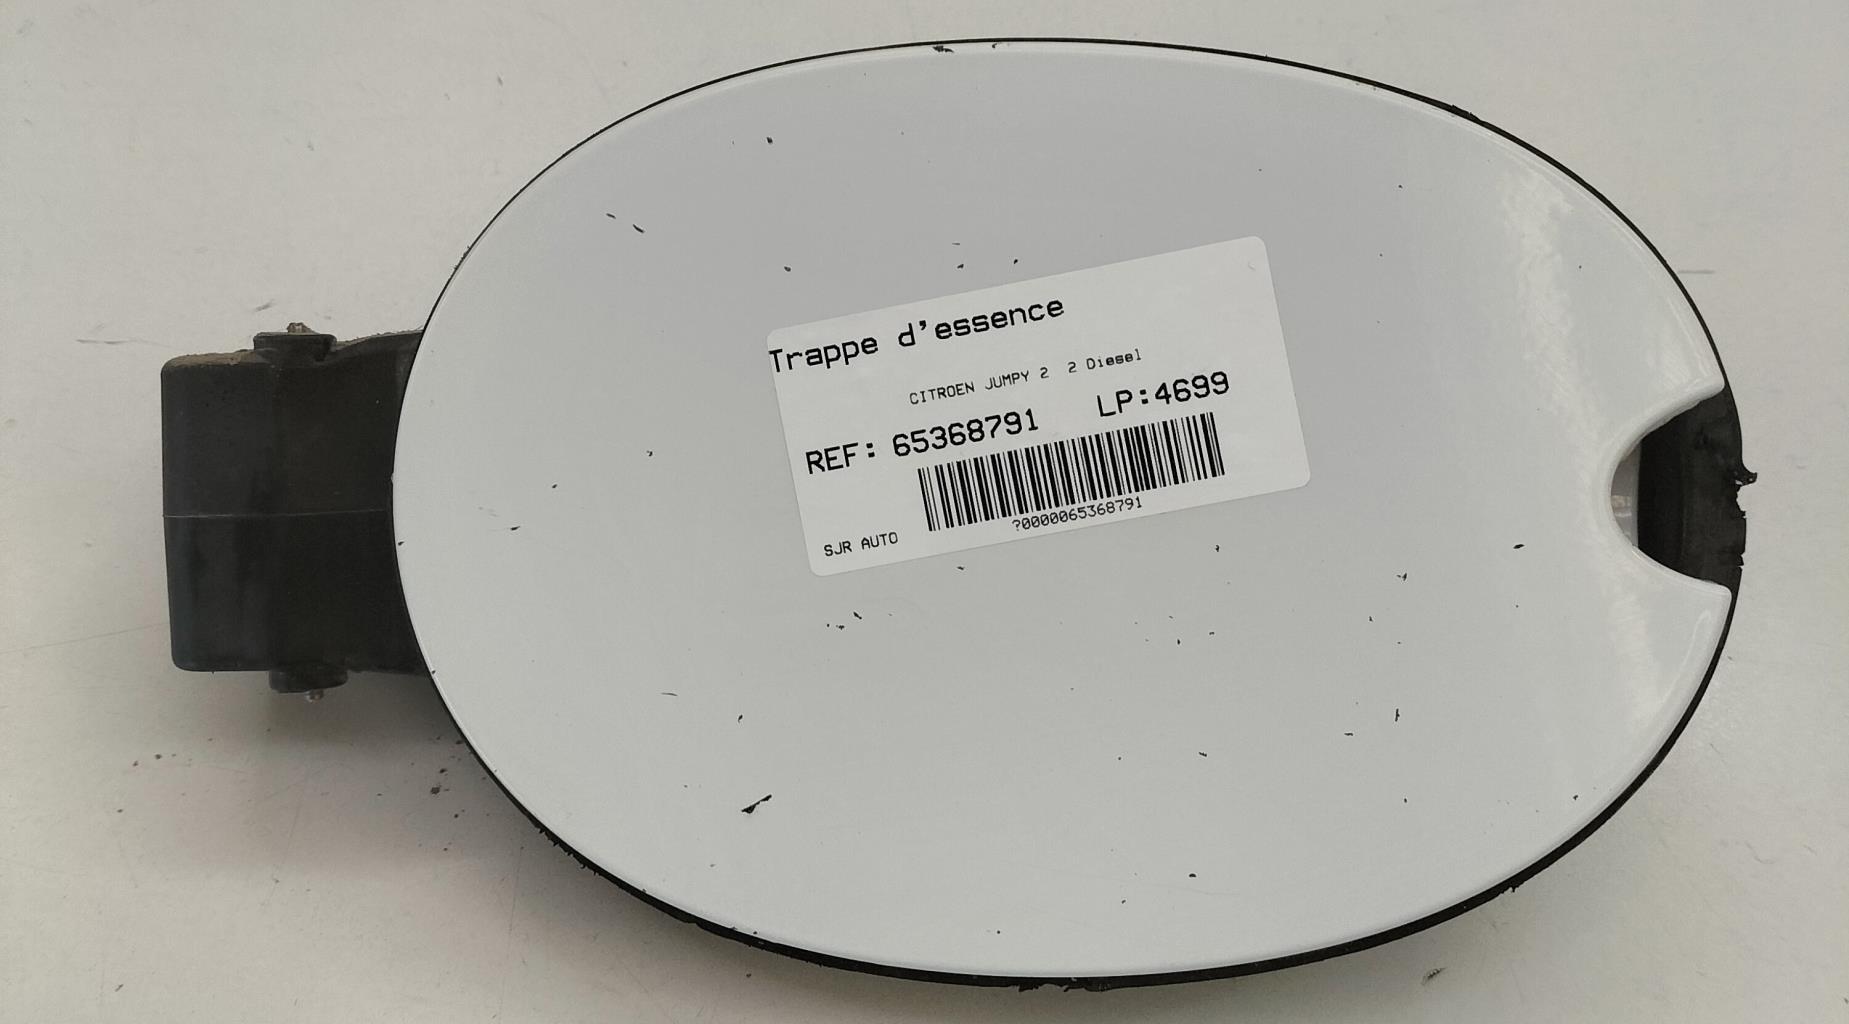 Trappe d'essence
CITROEN JUMPY 2  2 Diesel
REF: 65368791 LP:4699
?0000065368791
SJR AUTO